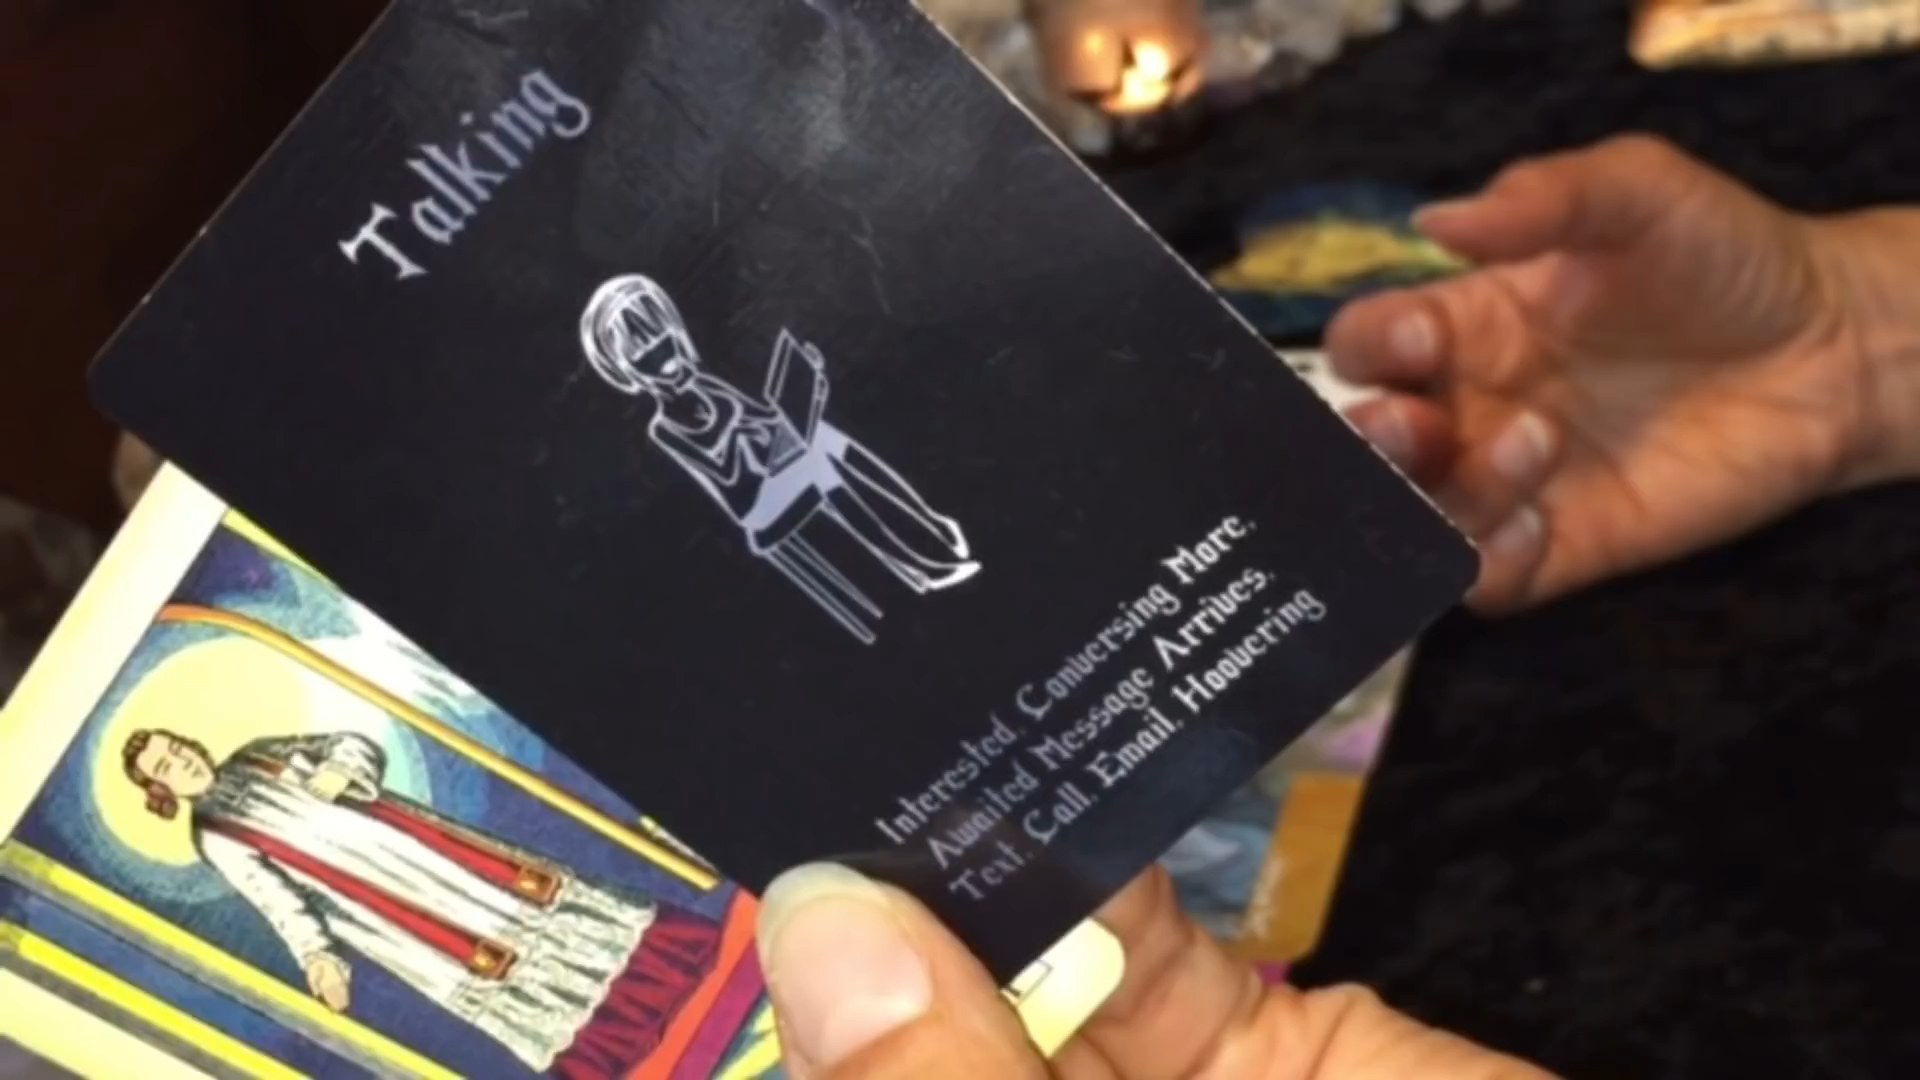 Talking
Interested. Conversing More.
Awaited Message Arrives.
Text. Call. Email. Hoovering